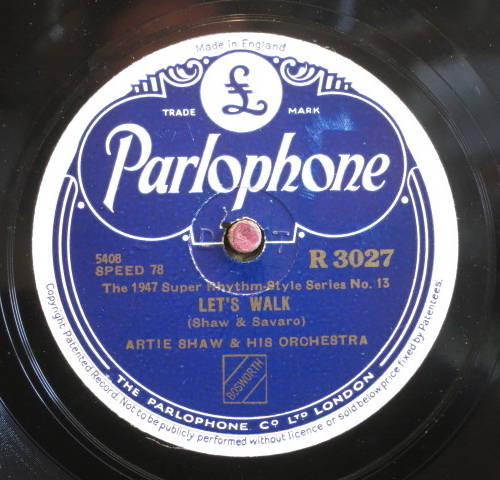 Made in England
£
TRADE MARK
Parlophone
5408
SPEED 78
R 3027
The 1947 Super Rhythm-Style Series No. 13
LET'S WALK
(Shaw & Savaro)
ARTIE SHAW & HIS ORCHESTRA
BOSWORTH
THE PARLOPHONE CO LTD LONDON
Copyright Patented Record. Not to be publicly performed without licence or sold below price fixed by Patentees.